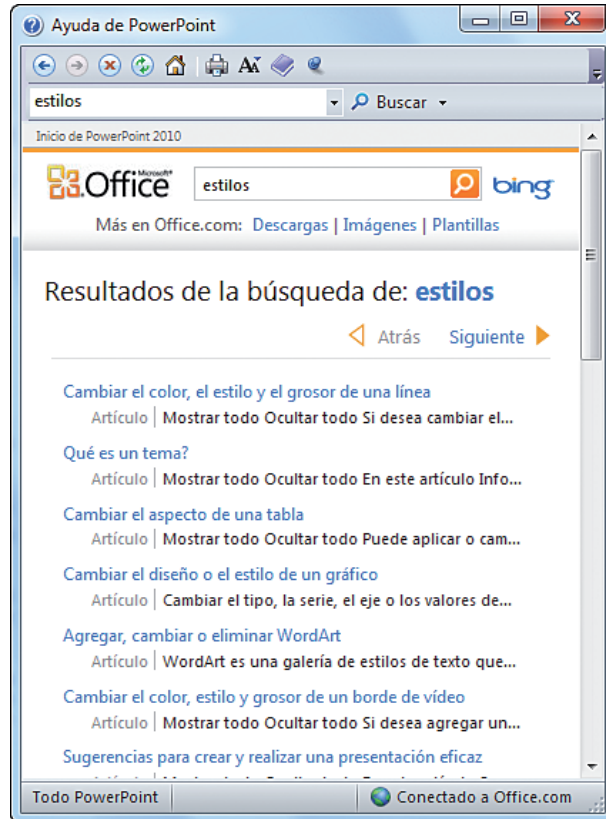 Ayuda de PowerPoint
estilos
Buscar
Inicio de PowerPoint 2010
Microsoft®
Office estilos bing
Más en Office.com: Descargas | Imágenes | Plantillas
Resultados de la búsqueda de: estilos
Atrás Siguiente
Cambiar el color, el estilo y el grosor de una línea
Artículo | Mostrar todo Ocultar todo Si desea cambiar el...
Qué es un tema?
Artículo | Mostrar todo Ocultar todo En este artículo Info...
Cambiar el aspecto de una tabla
Artículo | Mostrar todo Ocultar todo Puede aplicar o cam...
Cambiar el diseño o el estilo de un gráfico
Artículo | Cambiar el tipo, la serie, el eje o los valores de...
Agregar, cambiar o eliminar WordArt
Artículo | WordArt es una galería de estilos de texto que...
Cambiar el color, estilo y grosor de un borde de vídeo
Artículo | Mostrar todo Ocultar todo Si desea agregar un...
Sugerencias para crear y realizar una presentación eficaz
Todo PowerPoint
Conectado a Office.com